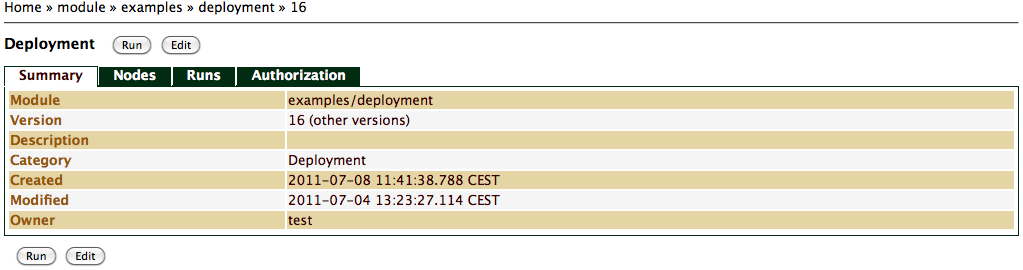 Home » module » examples » deployment » 16
Deployment Run Edit
Summary Nodes Runs Authorization
Module examples/deployment
Version 16 (other versions)
Description
Category Deployment
Created 2011-07-08 11:41:38.788 CEST
Modified 2011-07-04 13:23:27.114 CEST
Owner test
Run Edit